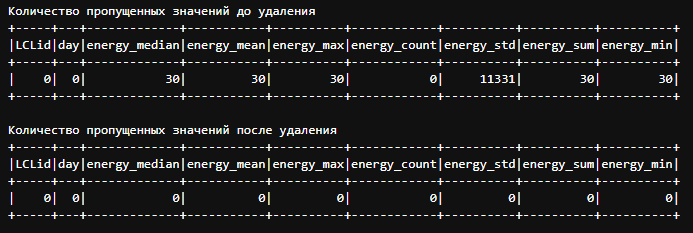 Количество пропущенных значений до удаления
+-----+---+-------------+-----------+----------+------------+----------+----------+----------+
|LCLid|day|energy_median|energy_mean|energy_max|energy_count|energy_std|energy_sum|energy_min|
+-----+---+-------------+-----------+----------+------------+----------+----------+----------+
|    0|  0|           30|         30|        30|           0|     11331|        30|        30|
+-----+---+-------------+-----------+----------+------------+----------+----------+----------+
Количество пропущенных значений после удаления
+-----+---+-------------+-----------+----------+------------+----------+----------+----------+
|LCLid|day|energy_median|energy_mean|energy_max|energy_count|energy_std|energy_sum|energy_min|
+-----+---+-------------+-----------+----------+------------+----------+----------+----------+
|    0|  0|            0|          0|         0|           0|         0|         0|         0|
+-----+---+-------------+-----------+----------+------------+----------+----------+----------+